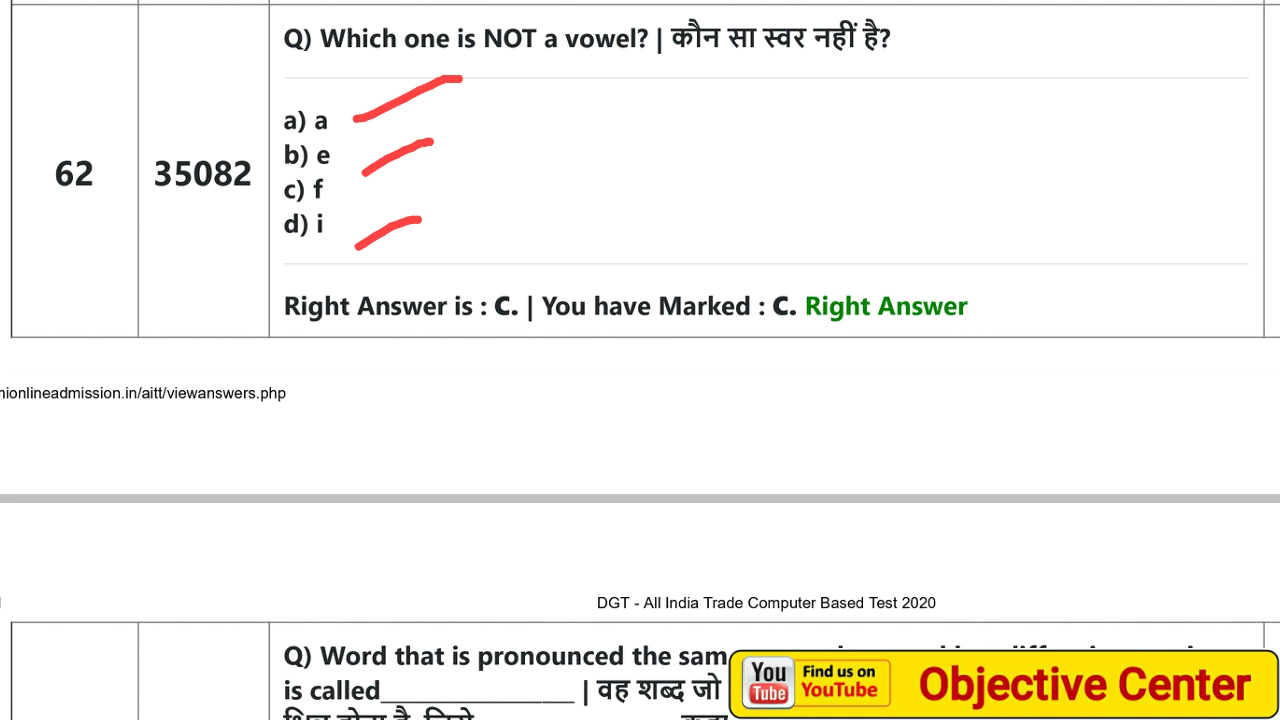 Q) Which one is NOT a vowel? | कौन सा स्वर नहीं है?
a) a
b) e
62
35082
c) f
d) i
Right Answer is : C. | You have Marked : C. Right Answer
nionlineadmission.in/aitt/viewanswers.php
DGT - All India Trade Computer Based Test 2020
Q) Word that is pronounced the
is called_______________ | वह शब्द जो
You Tube
Find us on
YouTube
Objective Center